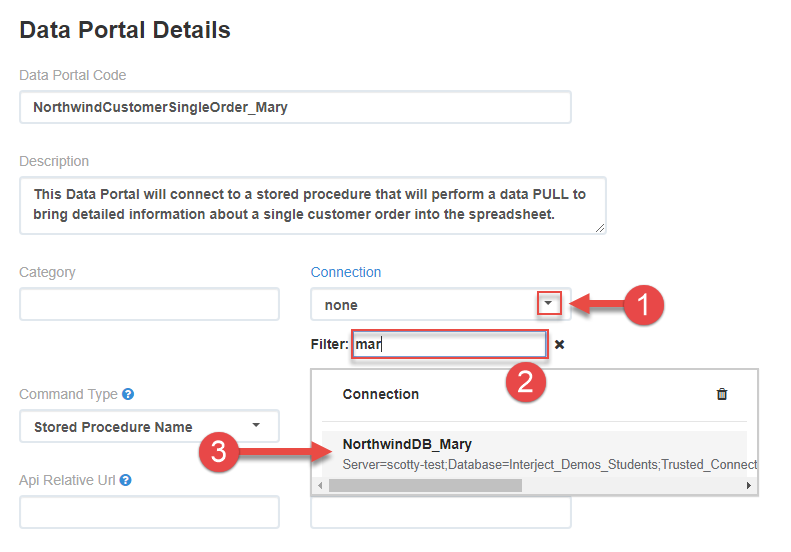 Data Portal Details
Data Portal Code
NorthwindCustomerSingleOrder_Mary
Description
This Data Portal will connect to a stored procedure that will perform a data PULL to
bring detailed information about a single customer order into the spreadsheet.
Category
Connection
none
1
Filter: mar ✖
2
Connection
Command Type ?
Stored Procedure Name
3
NorthwindDB_Mary
Server=scotty-test;Database=Interject_Demos_Students;Trusted_Connect
Api Relative Url ?